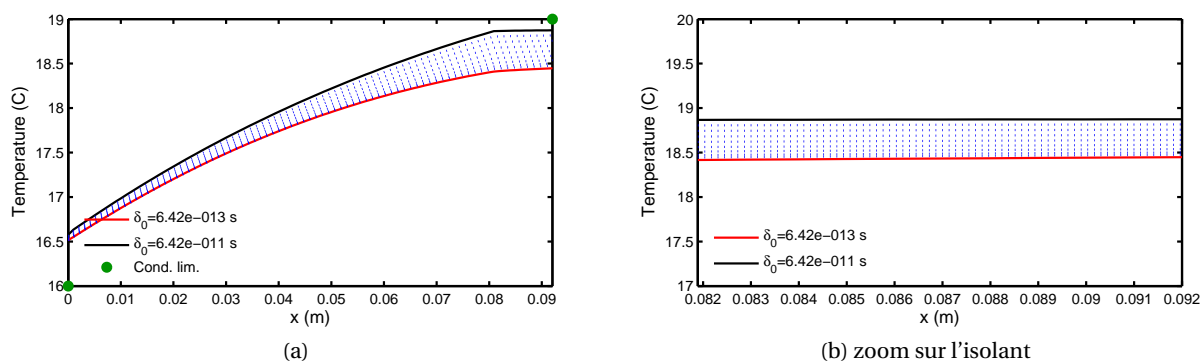 19
18.5
18
17.5
17
16.5
16
Temperature (C)
δ0=6.42e−013 s
δ0=6.42e−011 s
Cond. lim.
0 0.01 0.02 0.03 0.04 0.05 0.06 0.07 0.08 0.09
x (m)
(a)
20
19.5
19
18.5
18
17.5
17
Temperature (C)
δ0=6.42e−013 s
δ0=6.42e−011 s
0.082 0.083 0.084 0.085 0.086 0.087 0.088 0.089 0.09 0.091 0.092
x (m)
(b) zoom sur l'isolant